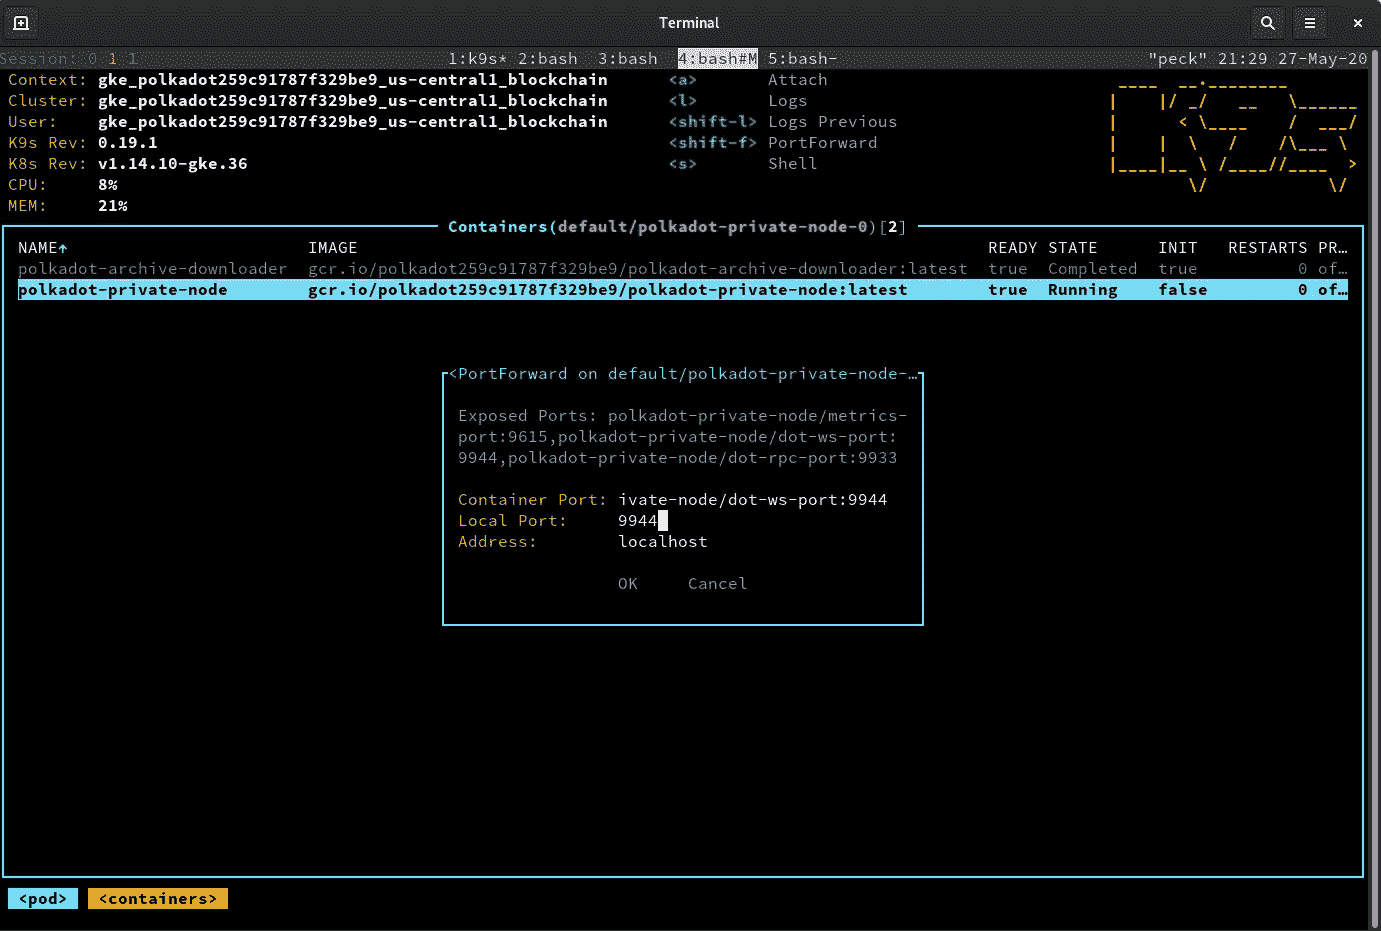 Terminal
Session: 0 1 1 1:k9s* 2:bash 3:bash 4:bash#M 5:bash- "peck" 21:29 27-May-20
Context: gke_polkadot259c91787f329be9_us-central1_blockchain <a> Attach
Cluster: gke_polkadot259c91787f329be9_us-central1_blockchain <l> Logs
User: gke_polkadot259c91787f329be9_us-central1_blockchain <shift-l> Logs Previous
K9s Rev: 0.19.1 <shift-f> PortForward
K8s Rev: v1.14.10-gke.36 <s> Shell
CPU: 8%
MEM: 21%
Containers(default/polkadot-private-node-0)[2]
NAME↑ IMAGE READY STATE INIT RESTARTS PR…
polkadot-archive-downloader gcr.io/polkadot259c91787f329be9/polkadot-archive-downloader:latest true Completed true 0 of…
polkadot-private-node gcr.io/polkadot259c91787f329be9/polkadot-private-node:latest true Running false 0 of…
<PortForward on default/polkadot-private-node-…
Exposed Ports: polkadot-private-node/metrics-
port:9615,polkadot-private-node/dot-ws-port:
9944,polkadot-private-node/dot-rpc-port:9933
Container Port: ivate-node/dot-ws-port:9944
Local Port: 9944
Address: localhost
OK Cancel
<pod> <containers>